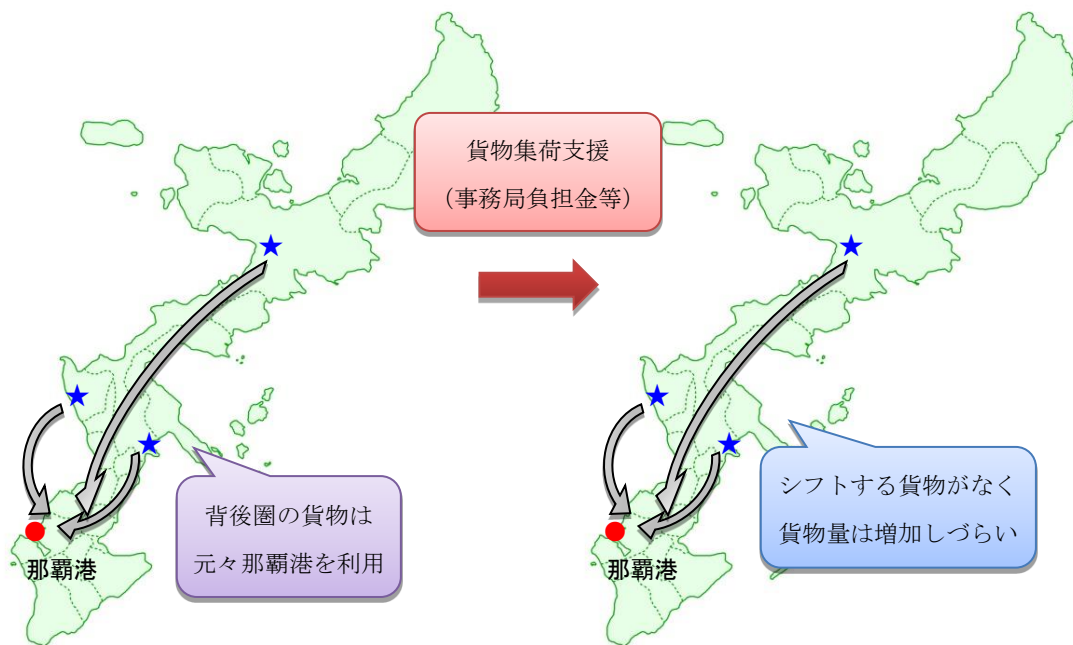 貨物集荷支援
（事務局負担金等）
背後圏の貨物は
元々那覇港を利用
那覇港
シフトする貨物がなく
貨物量は増加しづらい
那覇港